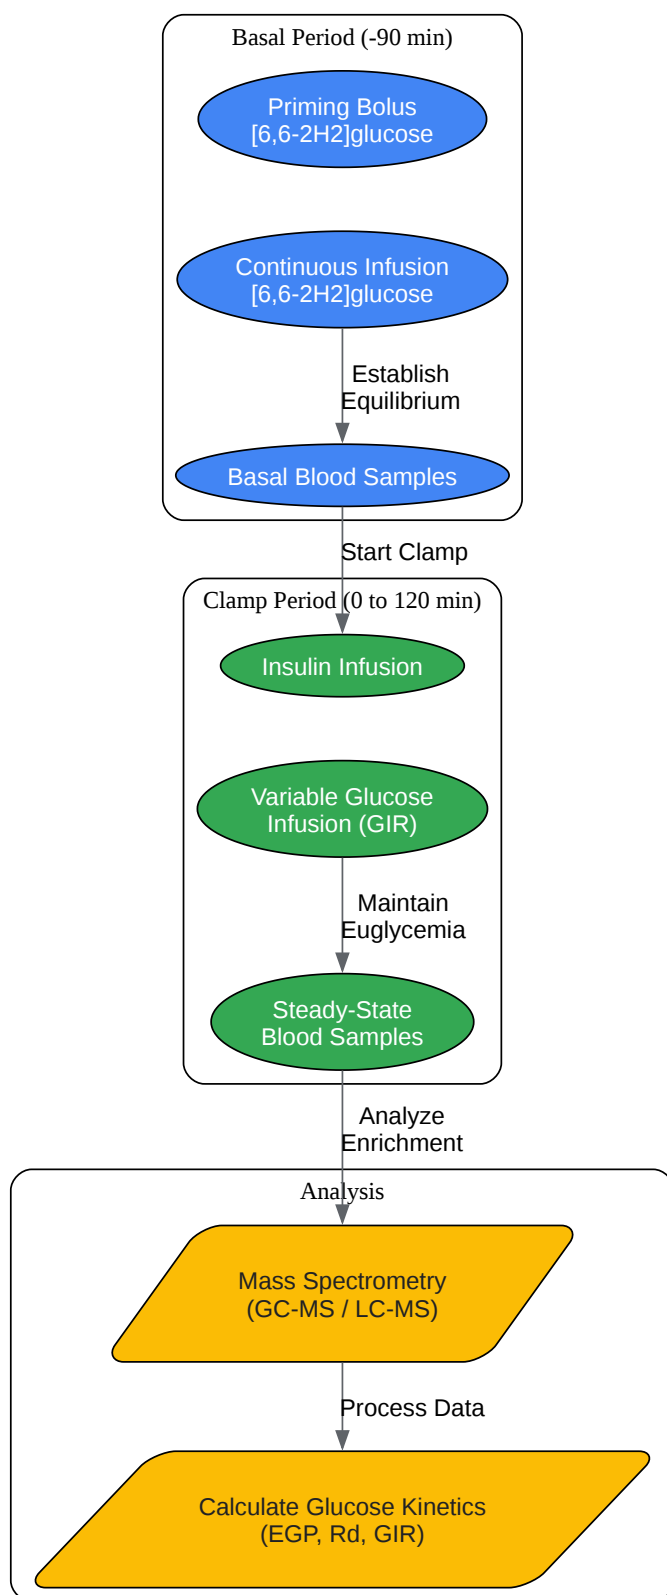 Basal Period (-90 min)
Priming Bolus
[6,6-2H2]glucose
Continuous Infusion
[6,6-2H2]glucose
Establish
Equilibrium
Basal Blood Samples
Start Clamp
Clamp Period (0 to 120 min)
Insulin Infusion
Variable Glucose
Infusion (GIR)
Maintain
Euglycemia
Steady-State
Blood Samples
Analyze
Enrichment
Analysis
Mass Spectrometry
(GC-MS / LC-MS)
Process Data
Calculate Glucose Kinetics
(EGP, Rd, GIR)